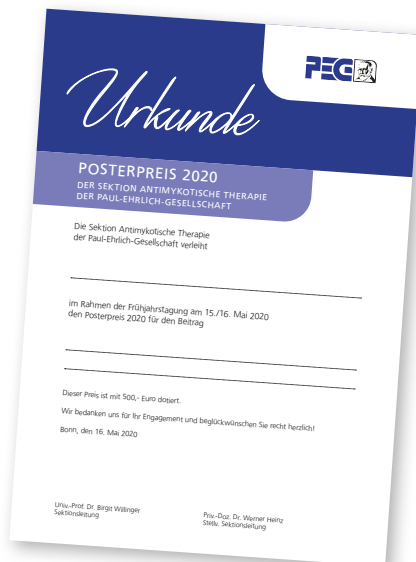 PEG
Urkunde
POSTERPREIS 2020
DER SEKTION ANTIMYKOTISCHE THERAPIE
DER PAUL-EHRLICH-GESELLSCHAFT
Die Sektion Antimykotische Therapie
der Paul-Ehrlich-Gesellschaft verleiht
im Rahmen der Frühjahrstagung am 15./16. Mai 2020
den Posterpreis 2020 für den Beitrag
Dieser Preis ist mit 500,- Euro dotiert.
Wir bedanken uns für Ihr Engagement und beglückwünschen Sie recht herzlich!
Bonn, den 16. Mai 2020
Univ.-Prof. Dr. Birgit Willinger
Sektionsleitung
Priv.-Doz. Dr. Werner Heinz
Stellv. Sektionsleitung